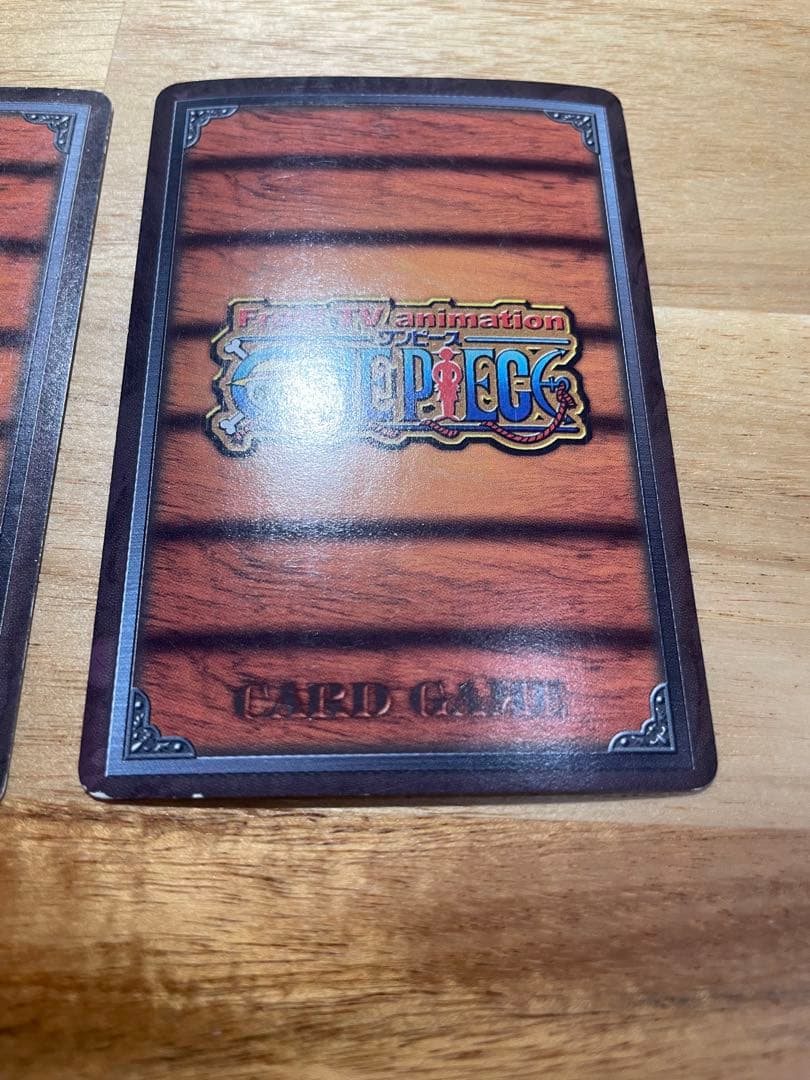 From TV animation
ワンピース
ONE PIECE
CARD GAME